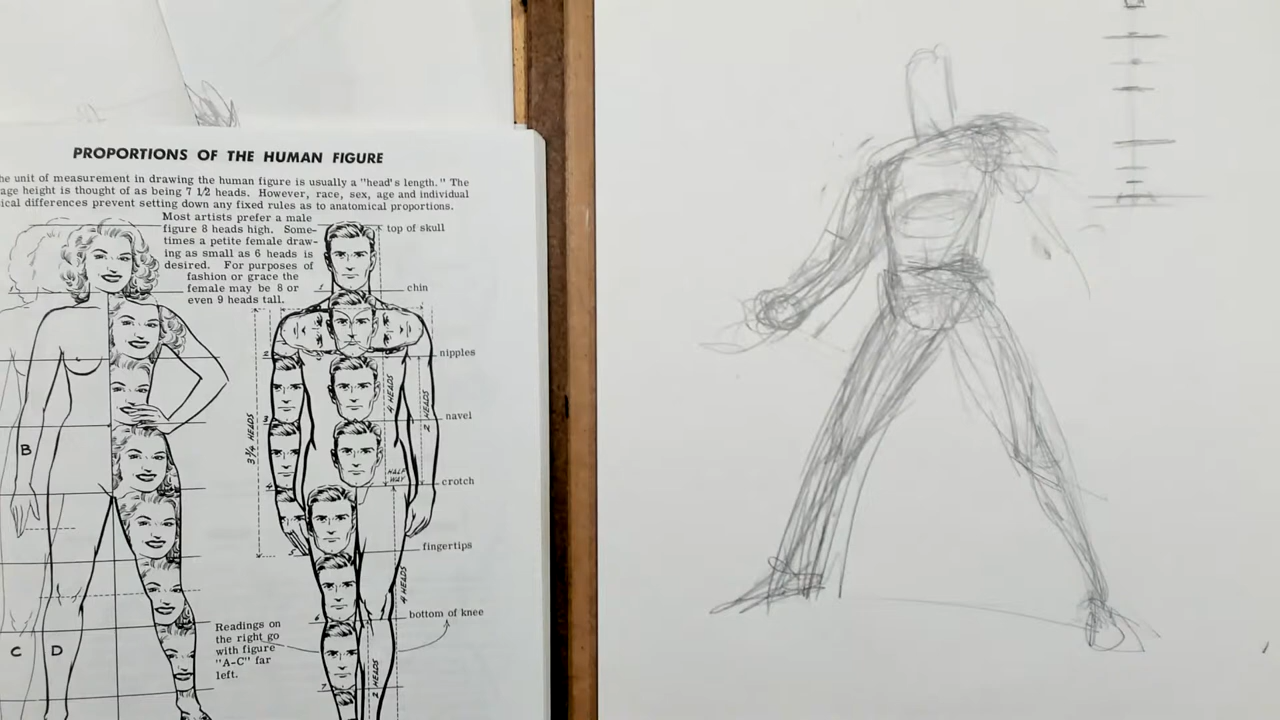 PROPORTIONS OF THE HUMAN FIGURE
he unit of measurement in drawing the human figure is usually a "head's length." The
age height is thought of as being 7 1/2 heads. However, race, sex, age and individual
ical differences prevent setting down any fixed rules as to anatomical proportions.
Most artists prefer a male
figure 8 heads high. Some-
times a petite female draw-
ing as small as 6 heads is
desired. For purposes of
fashion or grace the
female may be 8 or
even 9 heads tall.
top of skull
1
chin
nipples
4 HEADS
2 HEADS
navel
3¾ HEADS
B
HALF
WAY
crotch
fingertips
5
4 HEADS
bottom of knee
6
Readings on
the right go
with figure
"A-C" far
left.
C
D
2 HEADS
7